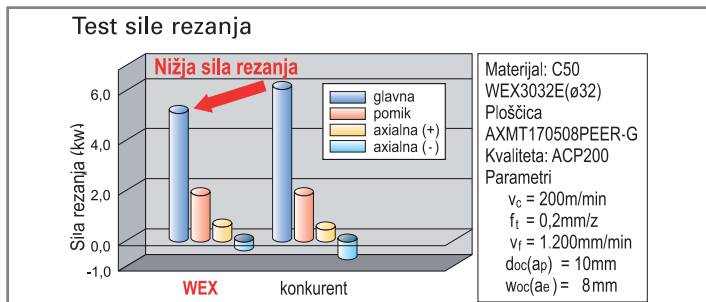 Test sile rezanja
Nižja sila rezanja
Sila rezanja (kw)
6,0
4,0
2,0
0,0
-1,0
glavna
pomik
axialna (+)
axialna (-)
WEX
konkurent
Materijal: C50
WEX3032E(ø32)
Ploščica
AXMT170508PEER-G
Kvaliteta: ACP200
Parametri
vc = 200m/min
ft = 0,2mm/z
vf = 1.200mm/min
doc(ap) = 10mm
woc(ae) = 8mm